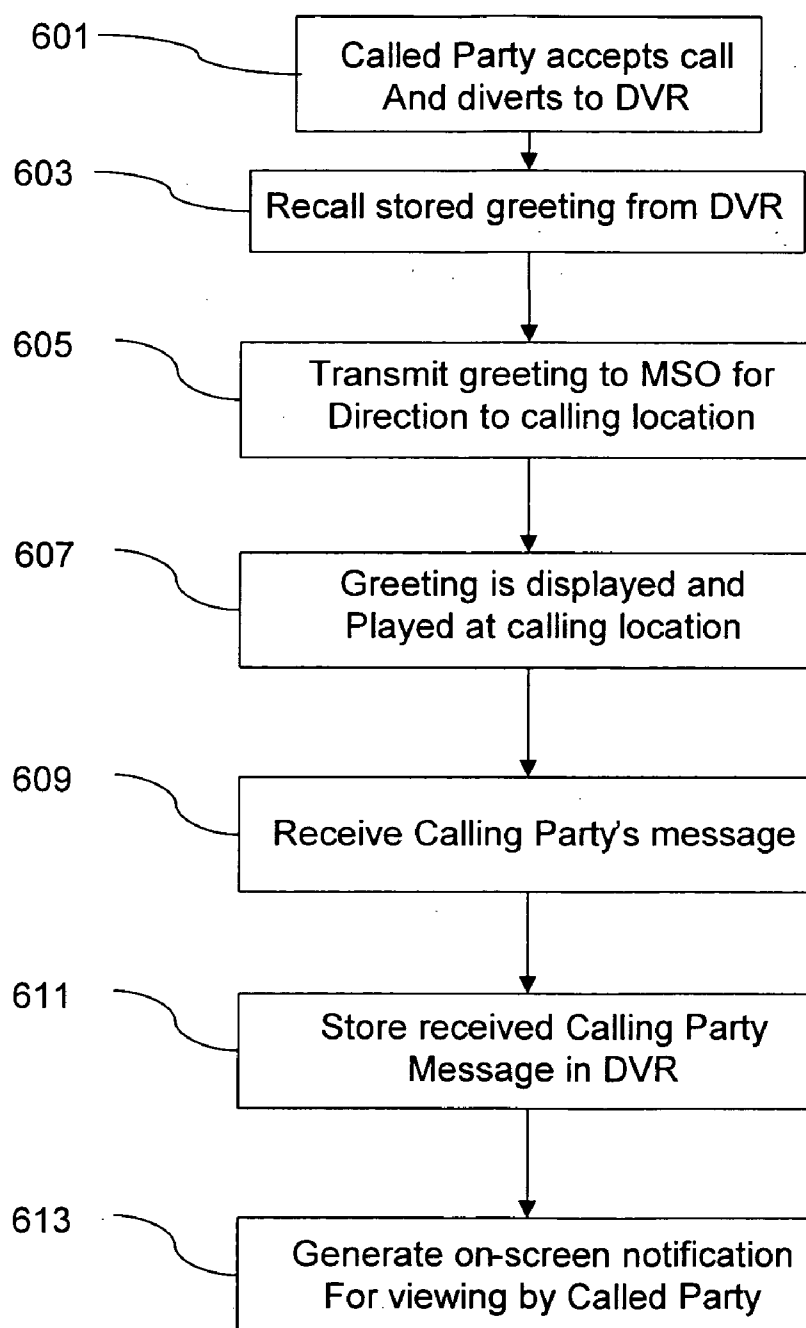 601
Called Party accepts call
And diverts to DVR
603
Recall stored greeting from DVR
605
Transmit greeting to MSO for
Direction to calling location
607
Greeting is displayed and
Played at calling location
609
Receive Calling Party's message
611
Store received Calling Party
Message in DVR
613
Generate on-screen notification
For viewing by Called Party